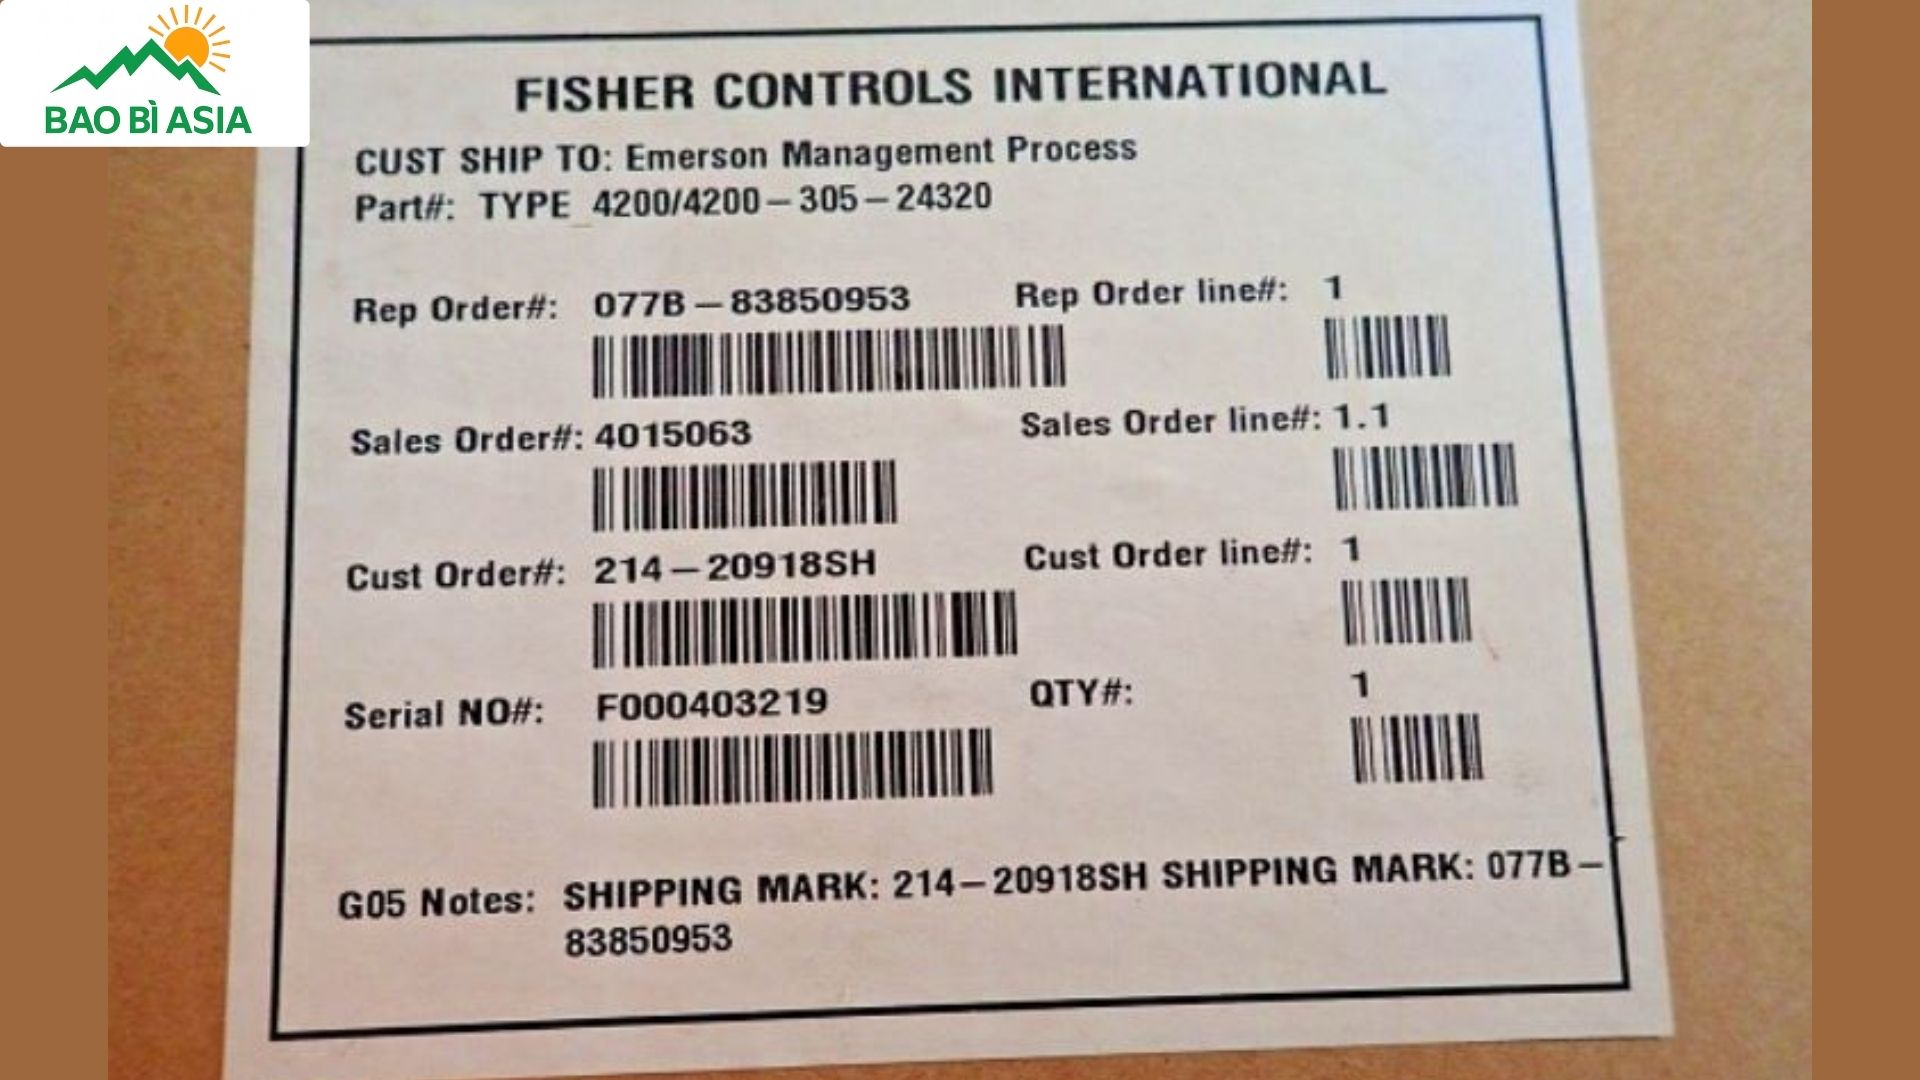 BAO BÌ ASIA
FISHER CONTROLS INTERNATIONAL
CUST SHIP TO: Emerson Management Process
Part#: TYPE 4200/4200-305-24320
Rep Order#: 077B-83850953 Rep Order line#: 1
Sales Order#: 4015063 Sales Order line#: 1.1
Cust Order#: 214-20918SH Cust Order line#: 1
Serial NO#: F000403219 QTY#: 1
G05 Notes: SHIPPING MARK: 214-20918SH SHIPPING MARK: 077B-
83850953